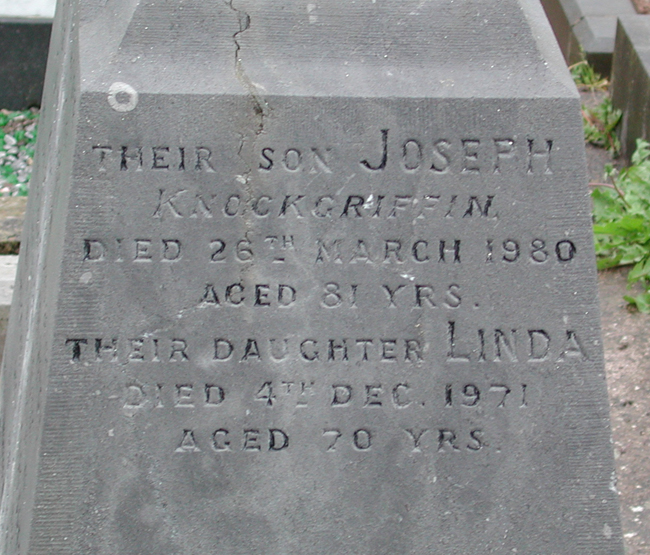 THEIR SON JOSEPH
KNOCKGRIFFIN,
DIED 26TH MARCH 1980
AGED 81 YRS.
THEIR DAUGHTER LINDA
DIED 4TH DEC. 1971
AGED 70 YRS.